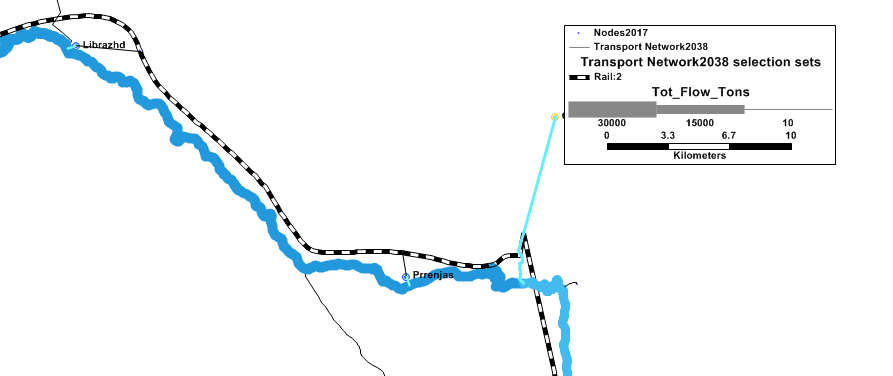 Librazhd
Prrenjas
Nodes2017
Transport Network2038
Transport Network2038 selection sets
Rail:2
Tot_Flow_Tons
30000 15000 10
0 3.3 6.7 10
Kilometers